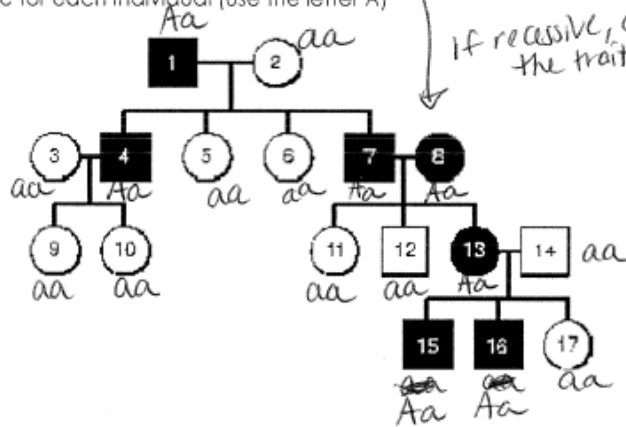 for each individual (use the letter A)
Aa
aa
if recessive,
the trait
1
2
3
4
5
6
7
8
aa
Aa
aa
aa
Aa
Aa
9
10
11
12
13
14
aa
aa
aa
aa
aa
Aa
15
16
17
aa
Aa
Aa